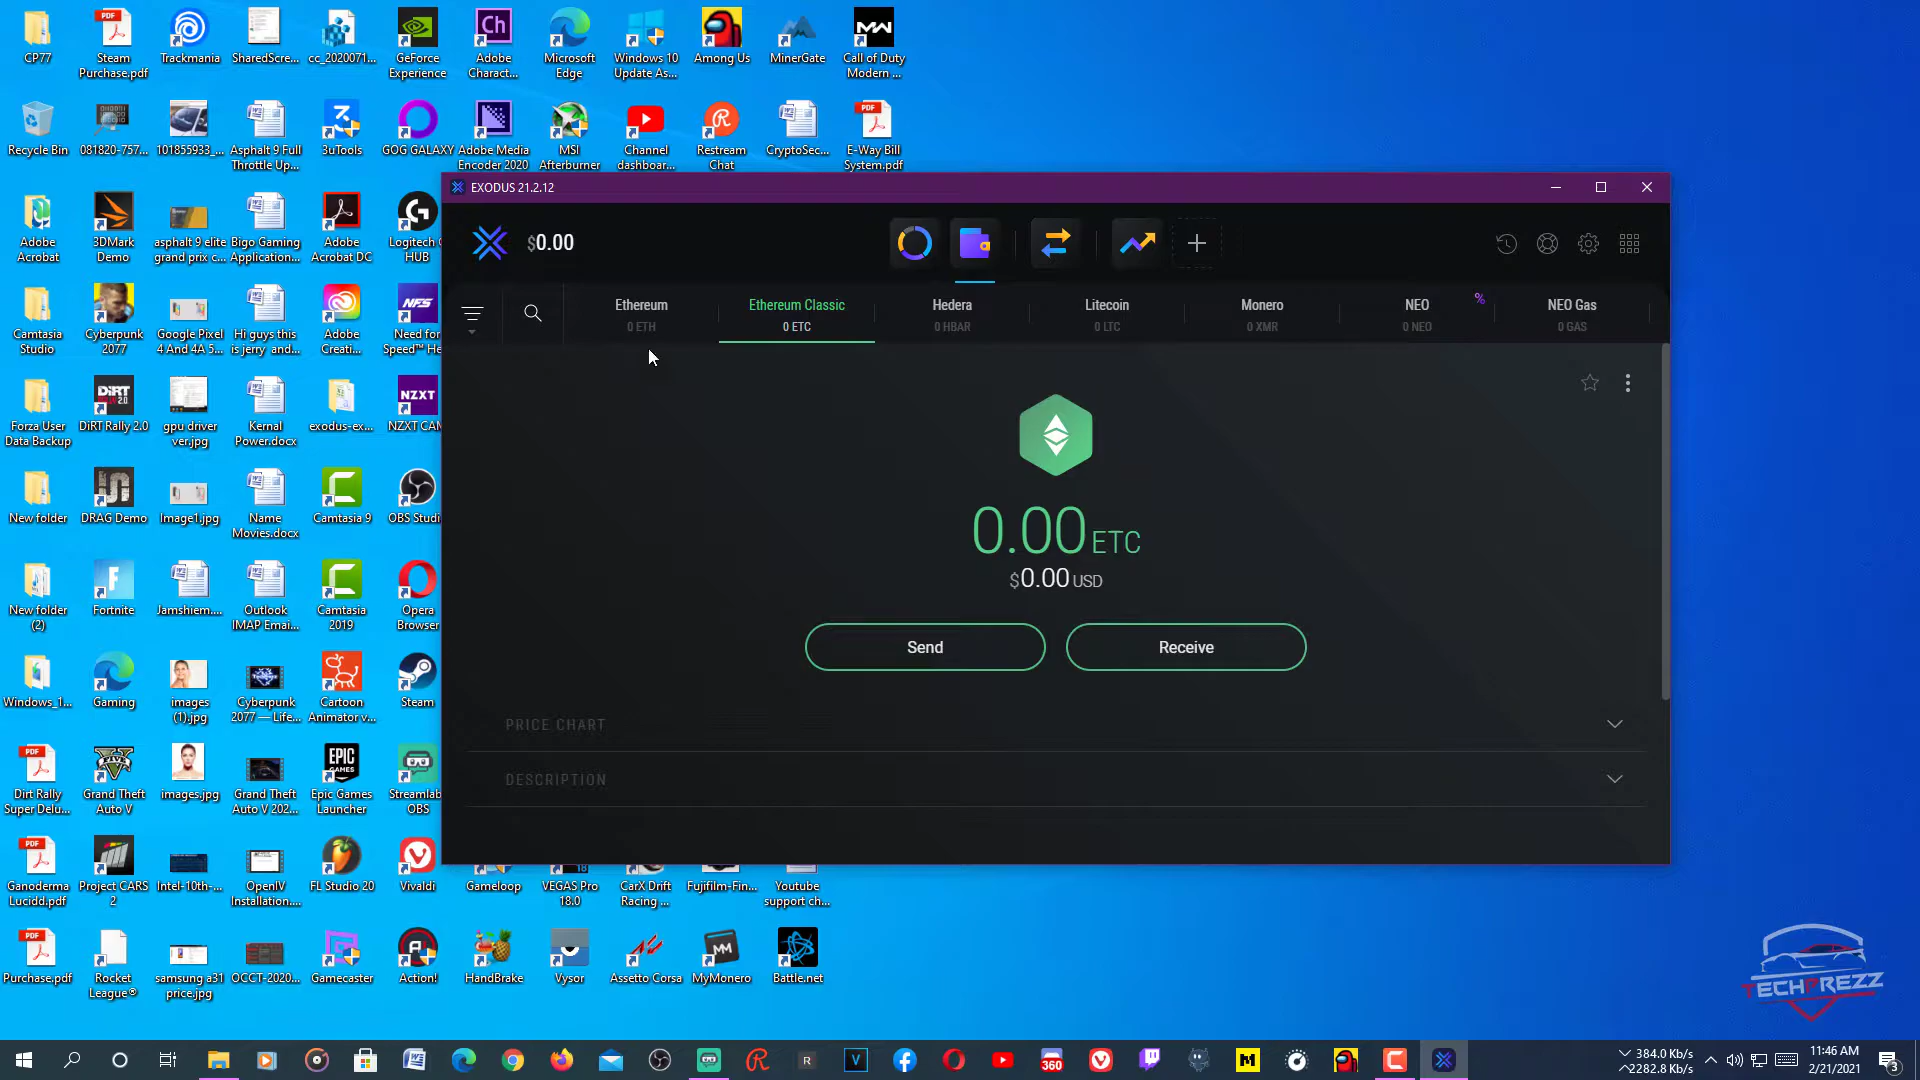 CP77
Steam
Purchase.pdf
Trackmania
SharedScre...
cc_2020071...
GeForce
Experience
Adobe
Charact...
Microsoft
Edge
Windows 10
Update As...
Among Us
MinerGate
Call of Duty
Modern ...
Recycle Bin
081820-757...
101855933_...
Asphalt 9 Full
Throttle Up...
3uTools
GOG GALAXY
Adobe Media
Encoder 2020
MSI
Afterburner
Channel
dashboar...
Restream
Chat
CryptoSec...
E-Way Bill
System.pdf
EXODUS 21.2.12
$0.00
Adobe
Acrobat
3DMark
Demo
asphalt 9 elite
grand prix c...
Bigo Gaming
Application...
Adobe
Acrobat DC
Logitech G
HUB
Ethereum
0 ETH
Ethereum Classic
0 ETC
Hedera
0 HBAR
Litecoin
0 LTC
Monero
0 XMR
NEO
0 NEO
%
NEO Gas
0 GAS
Camtasia
Studio
Cyberpunk
2077
Google Pixel
4 And 4A 5...
Hi guys this
is jerry and...
Adobe
Creati...
Need for
Speed™ He
Forza User
Data Backup
DiRT Rally 2.0
gpu driver
ver.jpg
Kernal
Power.docx
exodus-ex...
NZXT CAM
0.00 ETC
$0.00 USD
Send
Receive
New folder
DRAG Demo
Image1.jpg
Name
Movies.docx
Camtasia 9
OBS Studi
New folder
(2)
Fortnite
Jamshiem....
Outlook
IMAP Emai...
Camtasia
2019
Opera
Browser
Windows_1...
Gaming
images
(1).jpg
Cyberpunk
2077 — Life...
Cartoon
Animator v...
Steam
PRICE CHART
DESCRIPTION
Dirt Rally
Super Delu...
Grand Theft
Auto V
images.jpg
Grand Theft
Auto V 202...
Epic Games
Launcher
Streamlab
OBS
Ganoderma
Lucidd.pdf
Project CARS
2
Intel-10th-...
OpenIV
Installation....
FL Studio 20
Vivaldi
Gameloop
VEGAS Pro
18.0
CarX Drift
Racing ...
Fujifilm-Fin...
Youtube
support ch...
Purchase.pdf
Rocket
League®
samsung a31
price.jpg
OCCT-2020...
Gamecaster
Action!
HandBrake
Vysor
Assetto Corsa
MyMonero
Battle.net
TECHPREZZ
384.0 Kb/s
2282.8 Kb/s
11:46 AM
2/21/2021
3